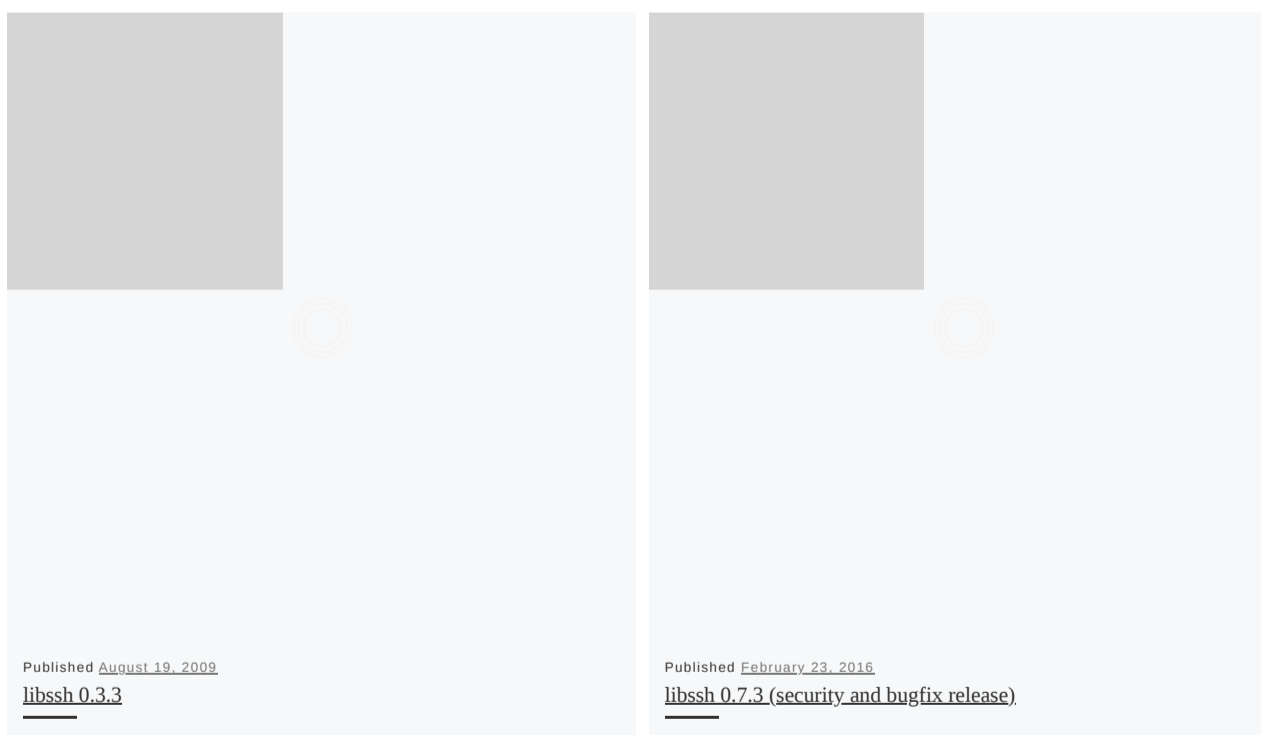 Published August 19, 2009
libssh 0.3.3
Published February 23, 2016
libssh 0.7.3 (security and bugfix release)